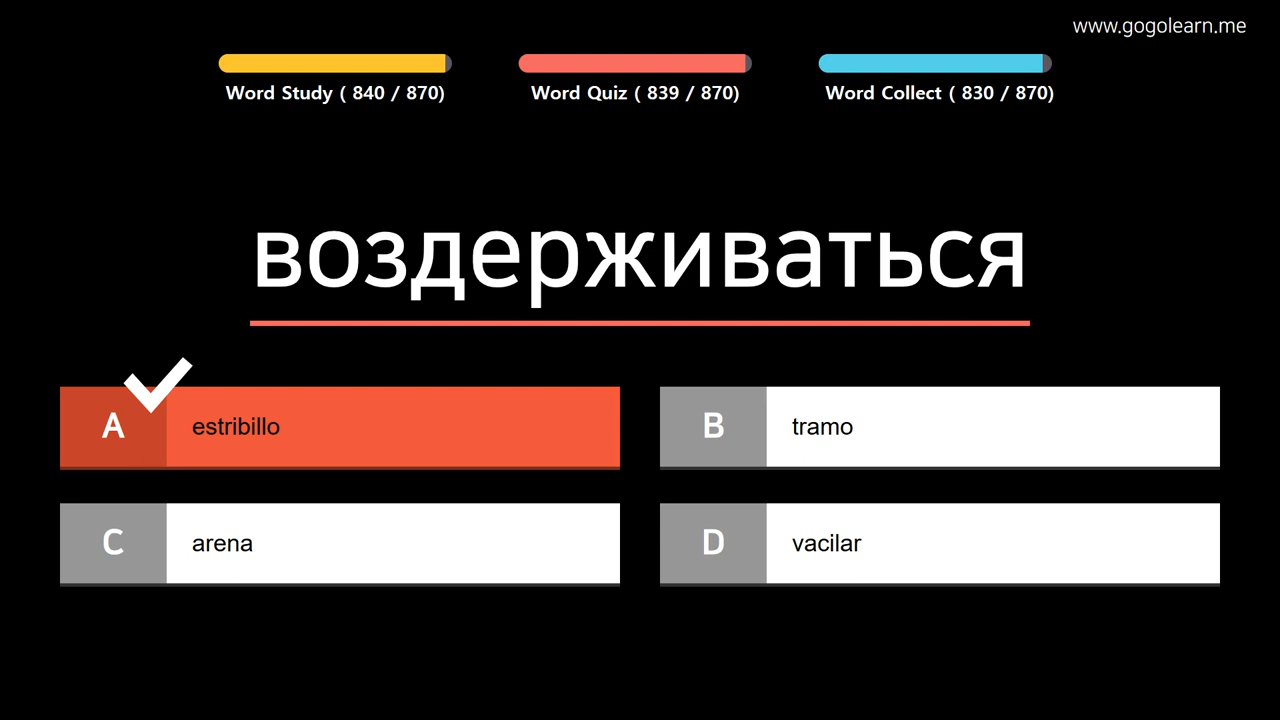 www.gogolearn.me
Word Study ( 840 / 870)
Word Quiz ( 839 / 870)
Word Collect ( 830 / 870)
воздерживаться
A estribillo
B tramo
C arena
D vacilar